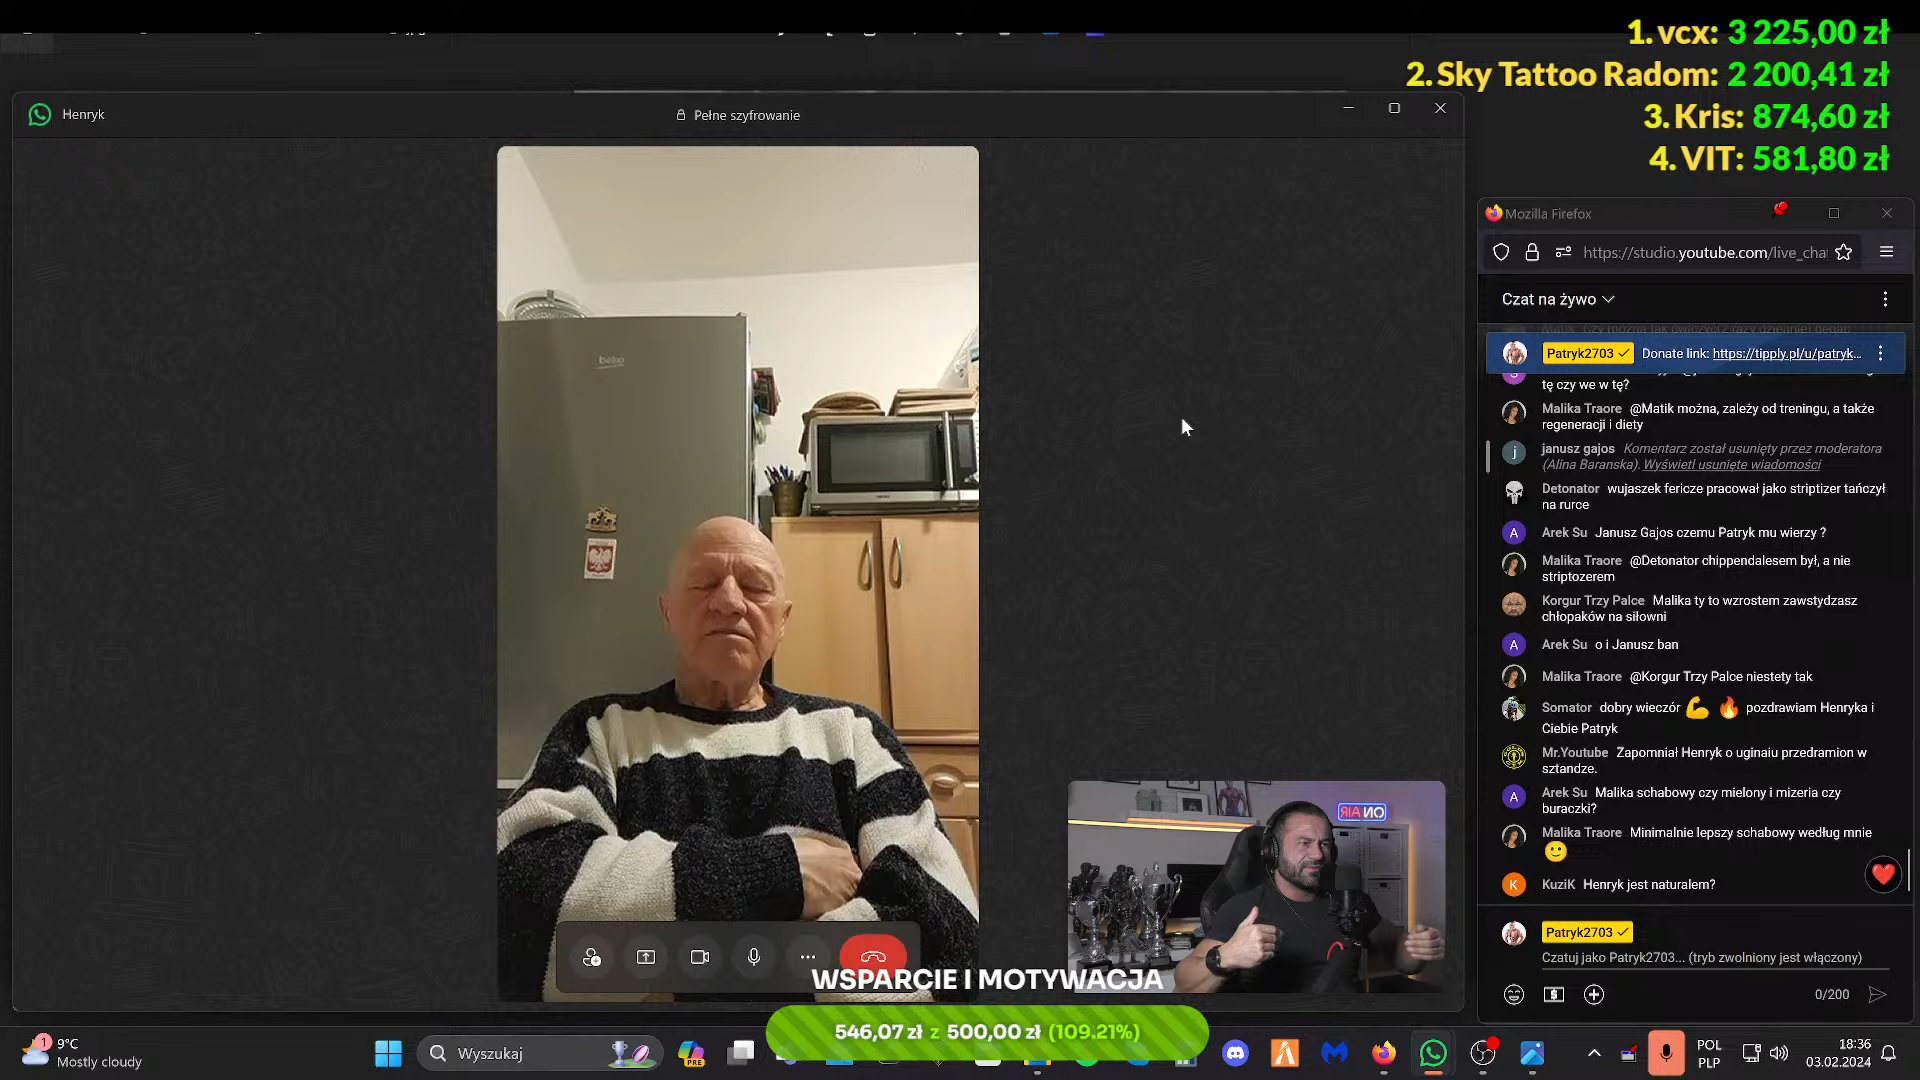 1. vcx: 3 225,00 zł
2. Sky Tattoo Radom: 2 200,41 zł
3. Kris: 874,60 zł
4. VIT: 581,80 zł
Henryk
Pełne szyfrowanie
beko
ON AIR
WSPARCIE I MOTYWACJA
546,07 zł z 500,00 zł (109.21%)
Mozilla Firefox
https://studio.youtube.com/live_cha
Czat na żywo
Patryk2703 Donate link: https://tipply.pl/u/patryk...
tę czy we w tę?
Malika Traore @Matik można, zależy od treningu, a także
regeneracji i diety
janusz gajos Komentarz został usunięty przez moderatora
(Alina Baranska). Wyświetl usunięte wiadomości
Detonator wujaszek fericze pracował jako striptizer tańczył
na rurce
Arek Su Janusz Gajos czemu Patryk mu wierzy ?
Malika Traore @Detonator chippendalesem był, a nie
striptozerem
Korgur Trzy Palce Malika ty to wzrostem zawstydzasz
chłopaków na siłowni
Arek Su o i Janusz ban
Malika Traore @Korgur Trzy Palce niestety tak
Somator dobry wieczór 💪 🔥 pozdrawiam Henryka i
Ciebie Patryk
Mr.Youtube Zapomniał Henryk o uginaiu przedramion w
sztandze.
Arek Su Malika schabowy czy mielony i mizeria czy
buraczki?
Malika Traore Minimalnie lepszy schabowy według mnie
🙂
KuziK Henryk jest naturalem?
Patryk2703
Czatuj jako Patryk2703... (tryb zwolniony jest włączony)
0/200
1
9°C
Mostly cloudy
Wyszukaj
PRE
POL
PLP
18:36
03.02.2024